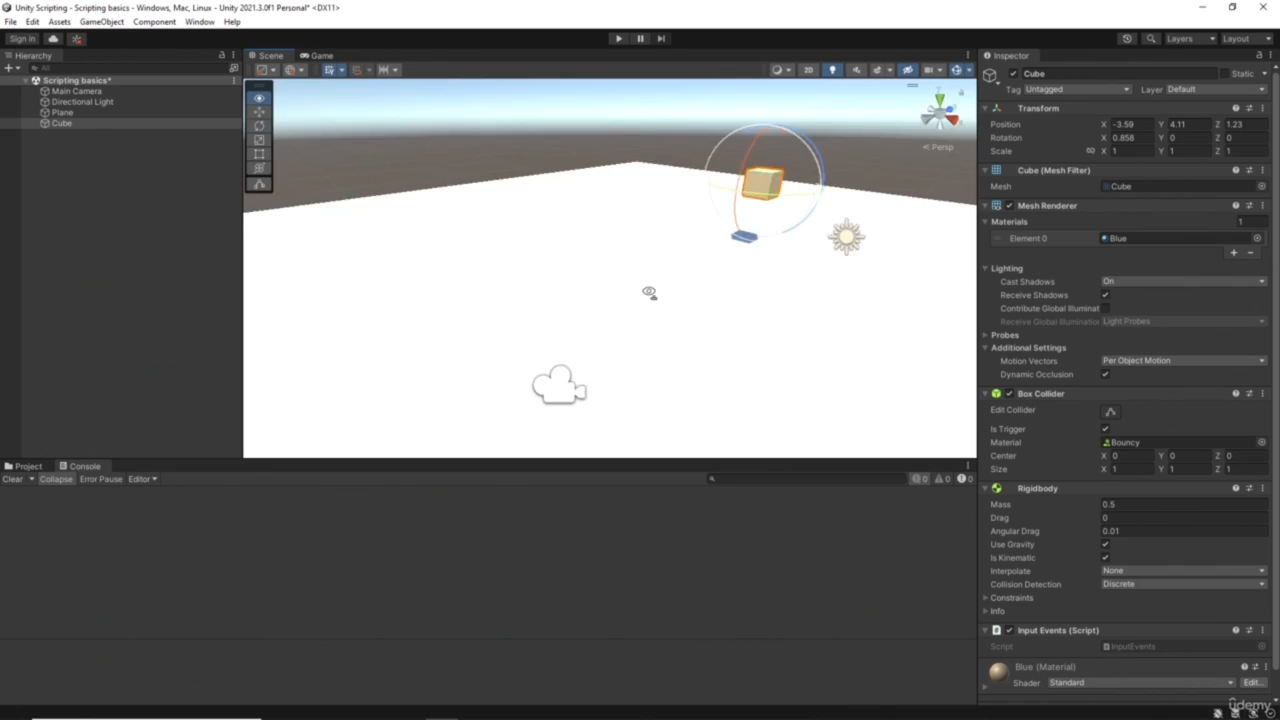 Unity Scripting - Scripting basics - Windows, Mac, Linux - Unity 2021.3.0f1 Personal* <DX11>
File Edit Assets GameObject Component Window Help
Sign in
Layers Layout
Hierarchy
All
Scripting basics*
Main Camera
Directional Light
Plane
Cube
Scene Game
2D
y
Persp
Inspector
Cube Static
Tag Untagged Layer Default
Transform
Position X -3.59 Y 4.11 Z 1.23
Rotation X 0.858 Y 0 Z 0
Scale X 1 Y 1 Z 1
Cube (Mesh Filter)
Mesh Cube
Mesh Renderer
Materials 1
Element 0 Blue
Lighting
Cast Shadows On
Receive Shadows
Contribute Global Illuminat
Receive Global Illumination Light Probes
Probes
Additional Settings
Motion Vectors Per Object Motion
Dynamic Occlusion
Box Collider
Edit Collider
Is Trigger
Material Bouncy
Center X 0 Y 0 Z 0
Size X 1 Y 1 Z 1
Rigidbody
Mass 0.5
Drag 0
Angular Drag 0.01
Use Gravity
Is Kinematic
Interpolate None
Collision Detection Discrete
Constraints
Info
Input Events (Script)
Script InputEvents
Blue (Material)
Shader Standard Edit...
Project Console
Clear Collapse Error Pause Editor
0 0 0
udemy